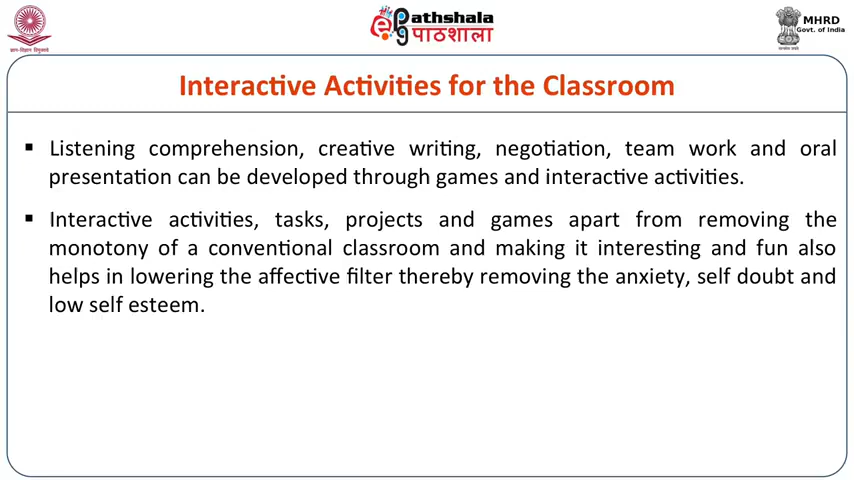 ePathshala
पाठशाला
MHRD
Govt. of India
ज्ञान-विज्ञान विमुक्तये
Interactive Activities for the Classroom
▪ Listening comprehension, creative writing, negotiation, team work and oral
presentation can be developed through games and interactive activities.
▪ Interactive activities, tasks, projects and games apart from removing the
monotony of a conventional classroom and making it interesting and fun also
helps in lowering the affective filter thereby removing the anxiety, self doubt and
low self esteem.